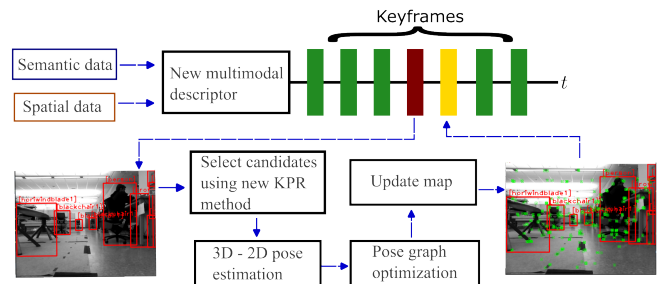 Keyframes
Semantic data
Spatial data
New multimodal
descriptor
t
Select candidates
using new KPR
method
Update map
3D - 2D pose
estimation
Pose graph
optimization
[blackchair]
[blackchair]